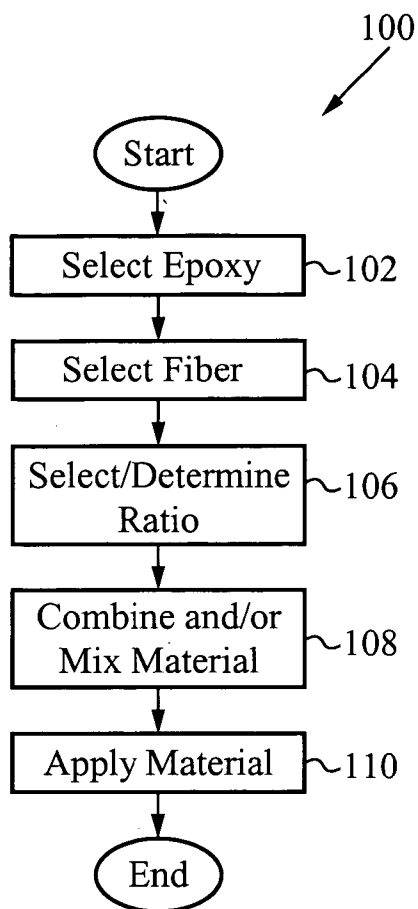 100
Start
Select Epoxy
102
Select Fiber
104
Select/Determine
Ratio
106
Combine and/or
Mix Material
108
Apply Material
110
End